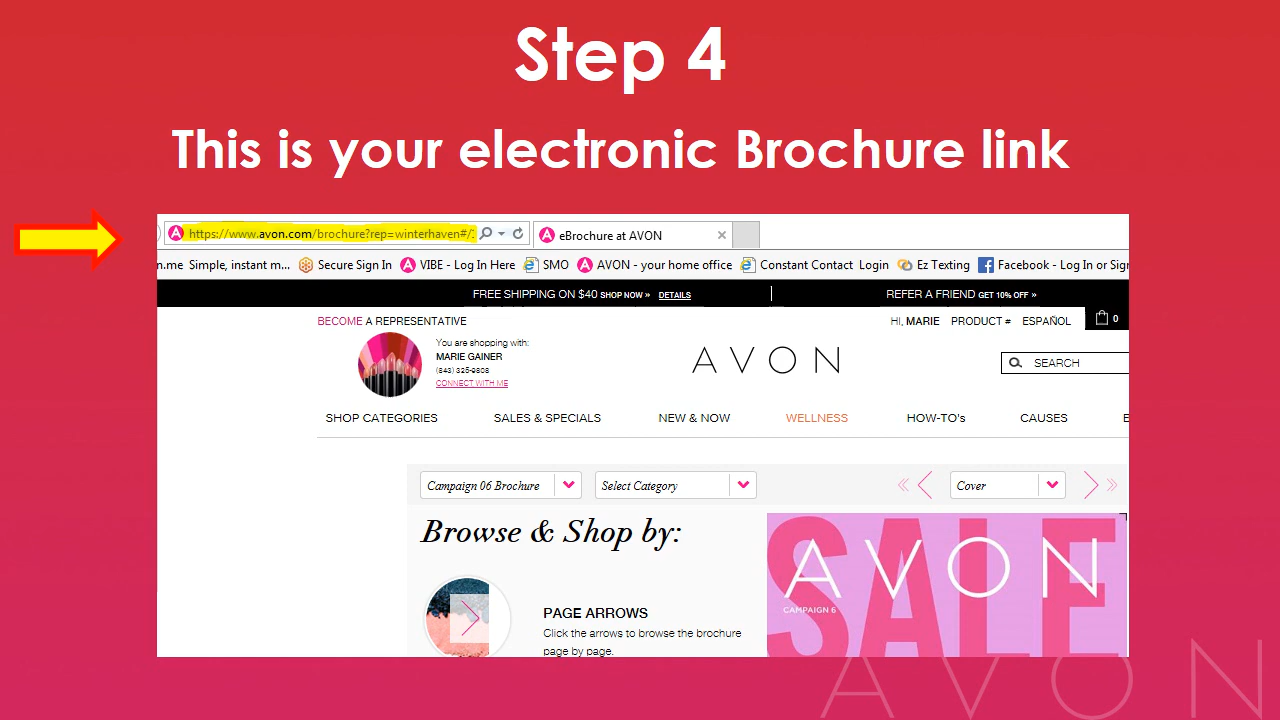 Step 4
This is your electronic Brochure link
https://www.avon.com/brochure?rep=winterhaven#/
eBrochure at AVON
n.me Simple, instant m... Secure Sign In VIBE - Log In Here SMO AVON - your home office Constant Contact Login Ez Texting Facebook - Log In or Sign
FREE SHIPPING ON $40 SHOP NOW » DETAILS REFER A FRIEND GET 10% OFF »
BECOME A REPRESENTATIVE HI, MARIE PRODUCT # ESPAÑOL 0
You are shopping with:
MARIE GAINER
(843) 325-9808
CONNECT WITH ME
AVON
SEARCH
SHOP CATEGORIES SALES & SPECIALS NEW & NOW WELLNESS HOW-TO's CAUSES E
Campaign 06 Brochure Select Category Cover
Browse & Shop by:
SALE
AVON
CAMPAIGN 6
PAGE ARROWS
Click the arrows to browse the brochure
page by page.
AVON